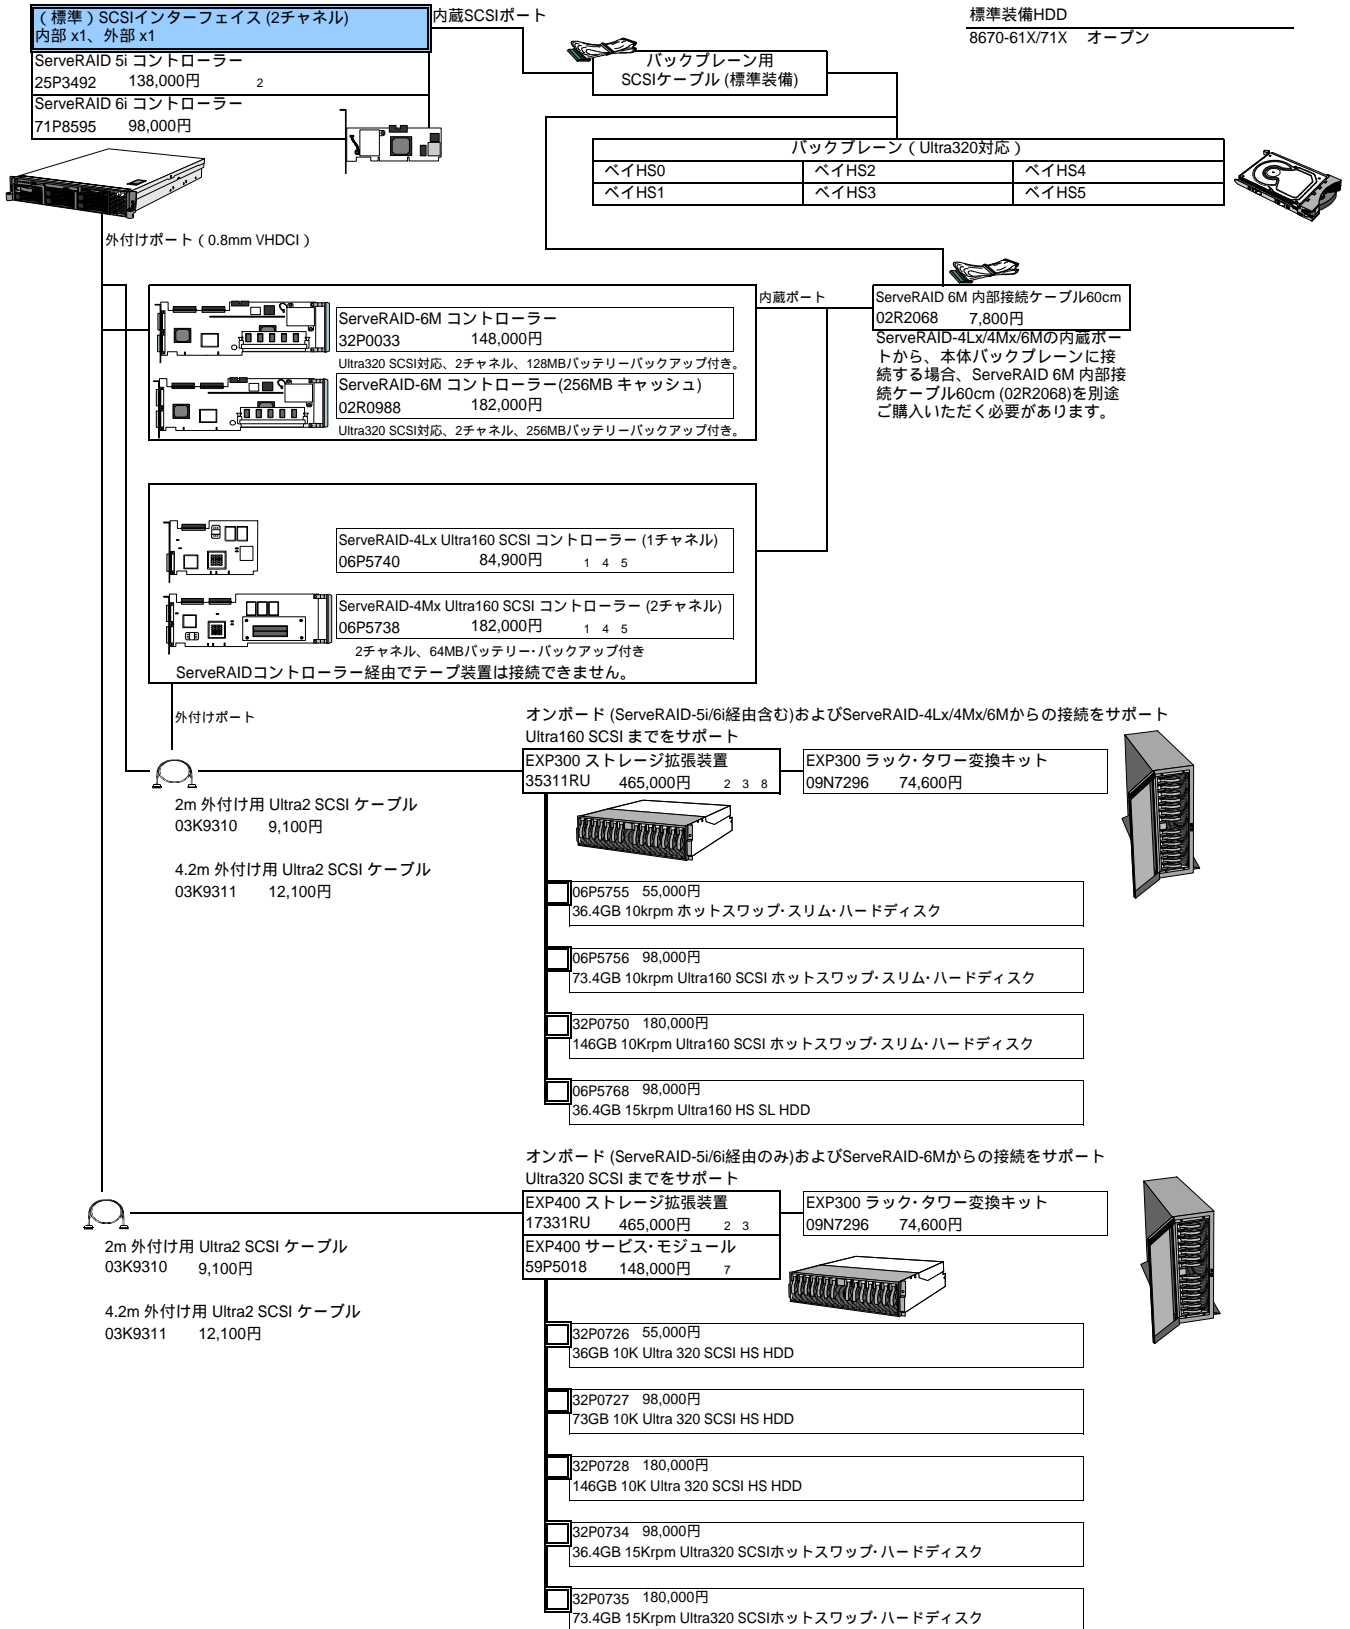 （標準）SCSIインターフェイス (2チャネル)
内部 x1、外部 x1
ServeRAID 5i コントローラー
25P3492 138,000円 2
ServeRAID 6i コントローラー
71P8595 98,000円
内蔵SCSIポート
バックプレーン用
SCSIケーブル (標準装備)
標準装備HDD
8670-61X/71X オープン
バックプレーン（Ultra320対応）
ベイHS0 ベイHS2 ベイHS4
ベイHS1 ベイHS3 ベイHS5
外付けポート（0.8mm VHDCI）
ServeRAID-6M コントローラー
32P0033 148,000円
Ultra320 SCSI対応、2チャネル、128MBバッテリーバックアップ付き。
ServeRAID-6M コントローラー(256MB キャッシュ)
02R0988 182,000円
Ultra320 SCSI対応、2チャネル、256MBバッテリーバックアップ付き。
内蔵ポート
ServeRAID 6M 内部接続ケーブル60cm
02R2068 7,800円
ServeRAID-4Lx/4Mx/6Mの内蔵ポー
トから、本体バックプレーンに接
続する場合、ServeRAID 6M 内部接
続ケーブル60cm (02R2068)を別途
ご購入いただく必要があります。
ServeRAID-4Lx Ultra160 SCSI コントローラー (1チャネル)
06P5740 84,900円 1 4 5
ServeRAID-4Mx Ultra160 SCSI コントローラー (2チャネル)
06P5738 182,000円 1 4 5
2チャネル、64MBバッテリー･バックアップ付き
ServeRAIDコントローラー経由でテープ装置は接続できません。
外付けポート
オンボード (ServeRAID-5i/6i経由含む)およびServeRAID-4Lx/4Mx/6Mからの接続をサポート
Ultra160 SCSI までをサポート
EXP300 ストレージ拡張装置
35311RU 465,000円 2 3 8
EXP300 ラック･タワー変換キット
09N7296 74,600円
2m 外付け用 Ultra2 SCSI ケーブル
03K9310 9,100円
4.2m 外付け用 Ultra2 SCSI ケーブル
03K9311 12,100円
06P5755 55,000円
36.4GB 10krpm ホットスワップ･スリム･ハードディスク
06P5756 98,000円
73.4GB 10krpm Ultra160 SCSI ホットスワップ･スリム･ハードディスク
32P0750 180,000円
146GB 10Krpm Ultra160 SCSI ホットスワップ･スリム･ハードディスク
06P5768 98,000円
36.4GB 15krpm Ultra160 HS SL HDD
オンボード (ServeRAID-5i/6i経由のみ)およびServeRAID-6Mからの接続をサポート
Ultra320 SCSI までをサポート
EXP400 ストレージ拡張装置
17331RU 465,000円 2 3
EXP400 サービス･モジュール
59P5018 148,000円 7
EXP300 ラック･タワー変換キット
09N7296 74,600円
2m 外付け用 Ultra2 SCSI ケーブル
03K9310 9,100円
4.2m 外付け用 Ultra2 SCSI ケーブル
03K9311 12,100円
32P0726 55,000円
36GB 10K Ultra 320 SCSI HS HDD
32P0727 98,000円
73GB 10K Ultra 320 SCSI HS HDD
32P0728 180,000円
146GB 10K Ultra 320 SCSI HS HDD
32P0734 98,000円
36.4GB 15Krpm Ultra320 SCSIホットスワップ･ハードディスク
32P0735 180,000円
73.4GB 15Krpm Ultra320 SCSIホットスワップ･ハードディスク